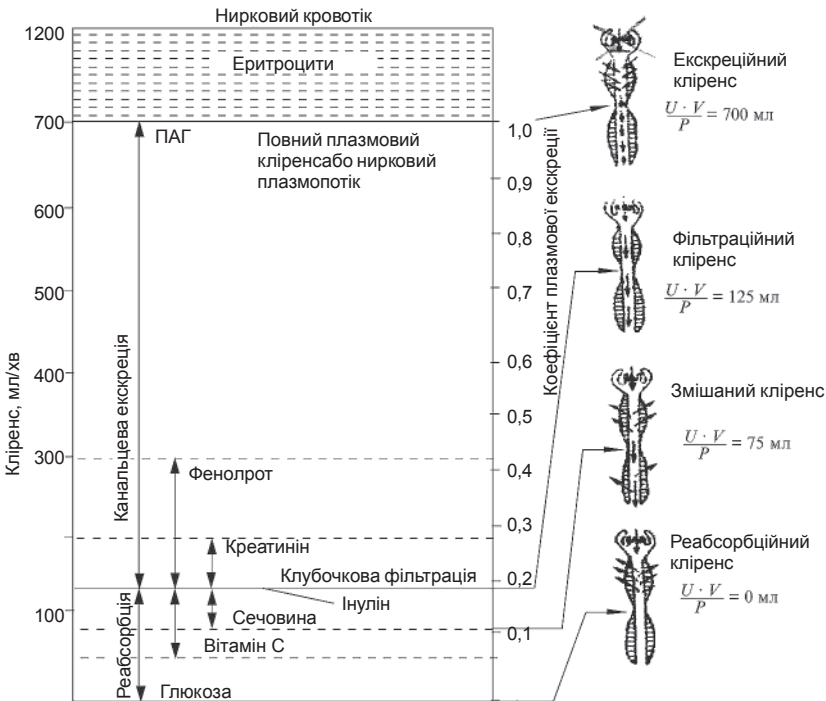 Нирковий кровотік
1200
Еритроцити
700
ПАГ
Повний плазмовий
кліренсабо нирковий
плазмопотік
600
500
400
300
100
Кліренс, мл/хв
Канальцева екскреція
Реабсорбція
Фенолрот
Креатинін
Клубочкова фільтрація
Інулін
Сечовина
Вітамін С
Глюкоза
1,0
0,9
0,8
0,7
0,6
0,5
0,4
0,3
0,2
0,1
Коефіцієнт плазмової екскреції
Екскреційний
кліренс
U · V / P = 700 мл
Фільтраційний
кліренс
U · V / P = 125 мл
Змішаний кліренс
U · V / P = 75 мл
Реабсорбційний
кліренс
U · V / P = 0 мл